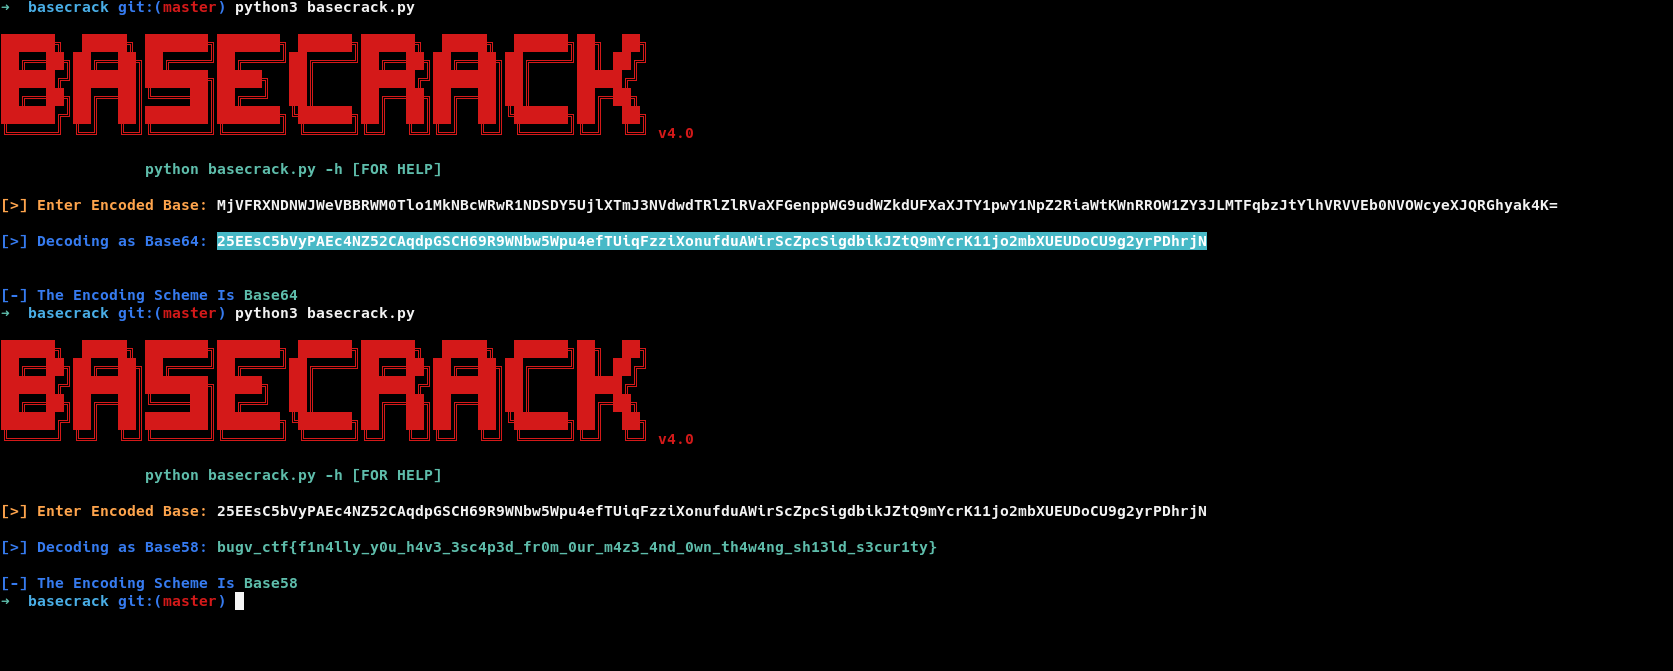 ➜  basecrack git:(master) python3 basecrack.py
BASECRACK v4.0
python basecrack.py -h [FOR HELP]
[>] Enter Encoded Base: MjVFRXNDNWJWeVBBRWM0Tlo1MkNBcWRwR1NDSDY5UjlXTmJ3NVdwdTRlZlRVaXFGenppWG9udWZkdUFXaXJTY1pwY1NpZ2RiaWtKWnRROW1ZY3JLMTFqbzJtYlhVRVVEb0NVOWcyeXJQRGhyak4K=
[>] Decoding as Base64: 25EEsC5bVyPAEc4NZ52CAqdpGSCH69R9WNbw5Wpu4efTUiqFzziXonufduAWirScZpcSigdbikJZtQ9mYcrK11jo2mbXUEUDoCU9g2yrPDhrjN
[-] The Encoding Scheme Is Base64
➜  basecrack git:(master) python3 basecrack.py
BASECRACK v4.0
python basecrack.py -h [FOR HELP]
[>] Enter Encoded Base: 25EEsC5bVyPAEc4NZ52CAqdpGSCH69R9WNbw5Wpu4efTUiqFzziXonufduAWirScZpcSigdbikJZtQ9mYcrK11jo2mbXUEUDoCU9g2yrPDhrjN
[>] Decoding as Base58: bugv_ctf{f1n4lly_y0u_h4v3_3sc4p3d_fr0m_0ur_m4z3_4nd_0wn_th4w4ng_sh13ld_s3cur1ty}
[-] The Encoding Scheme Is Base58
➜  basecrack git:(master)